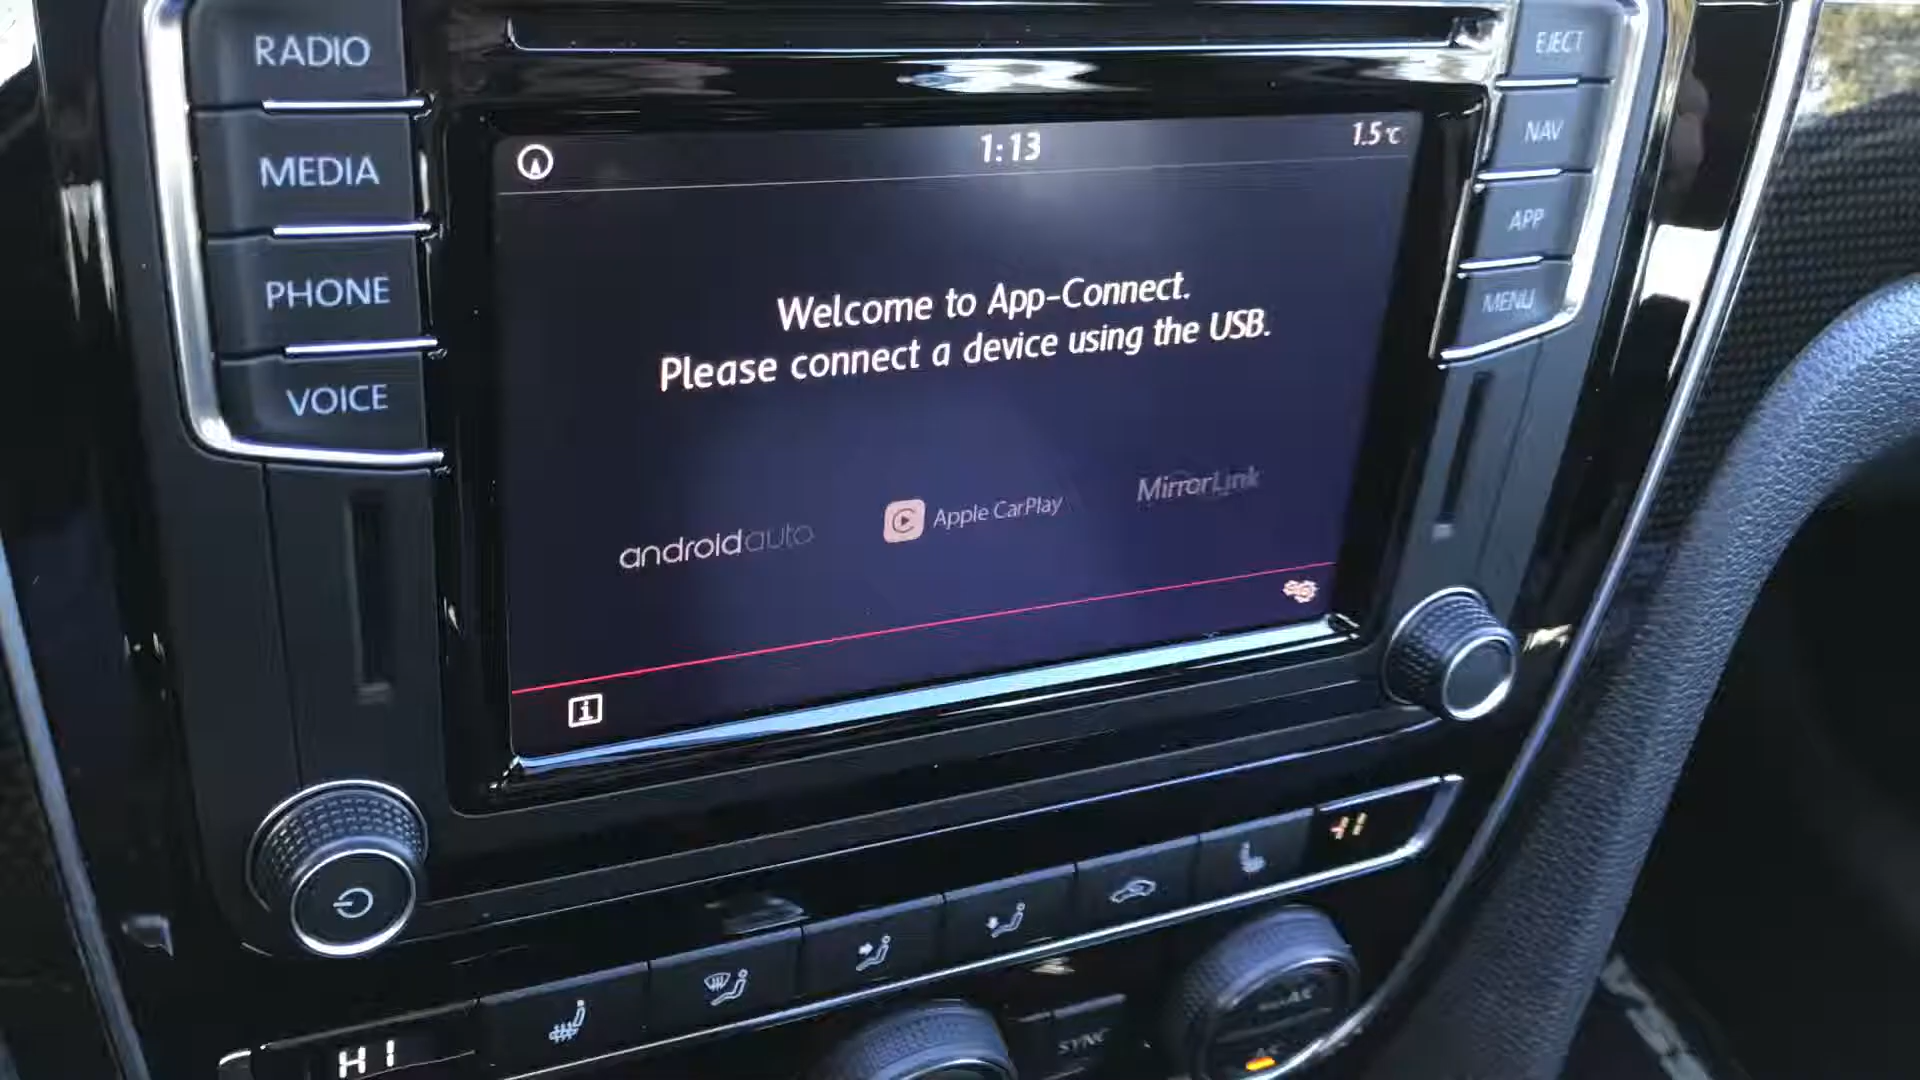 RADIO
MEDIA
PHONE
VOICE
EJECT
NAV
APP
MENU
1:13
1.5°C
Welcome to App-Connect.
Please connect a device using the USB.
androidauto
Apple CarPlay
MirrorLink
HI
SYNC
AC